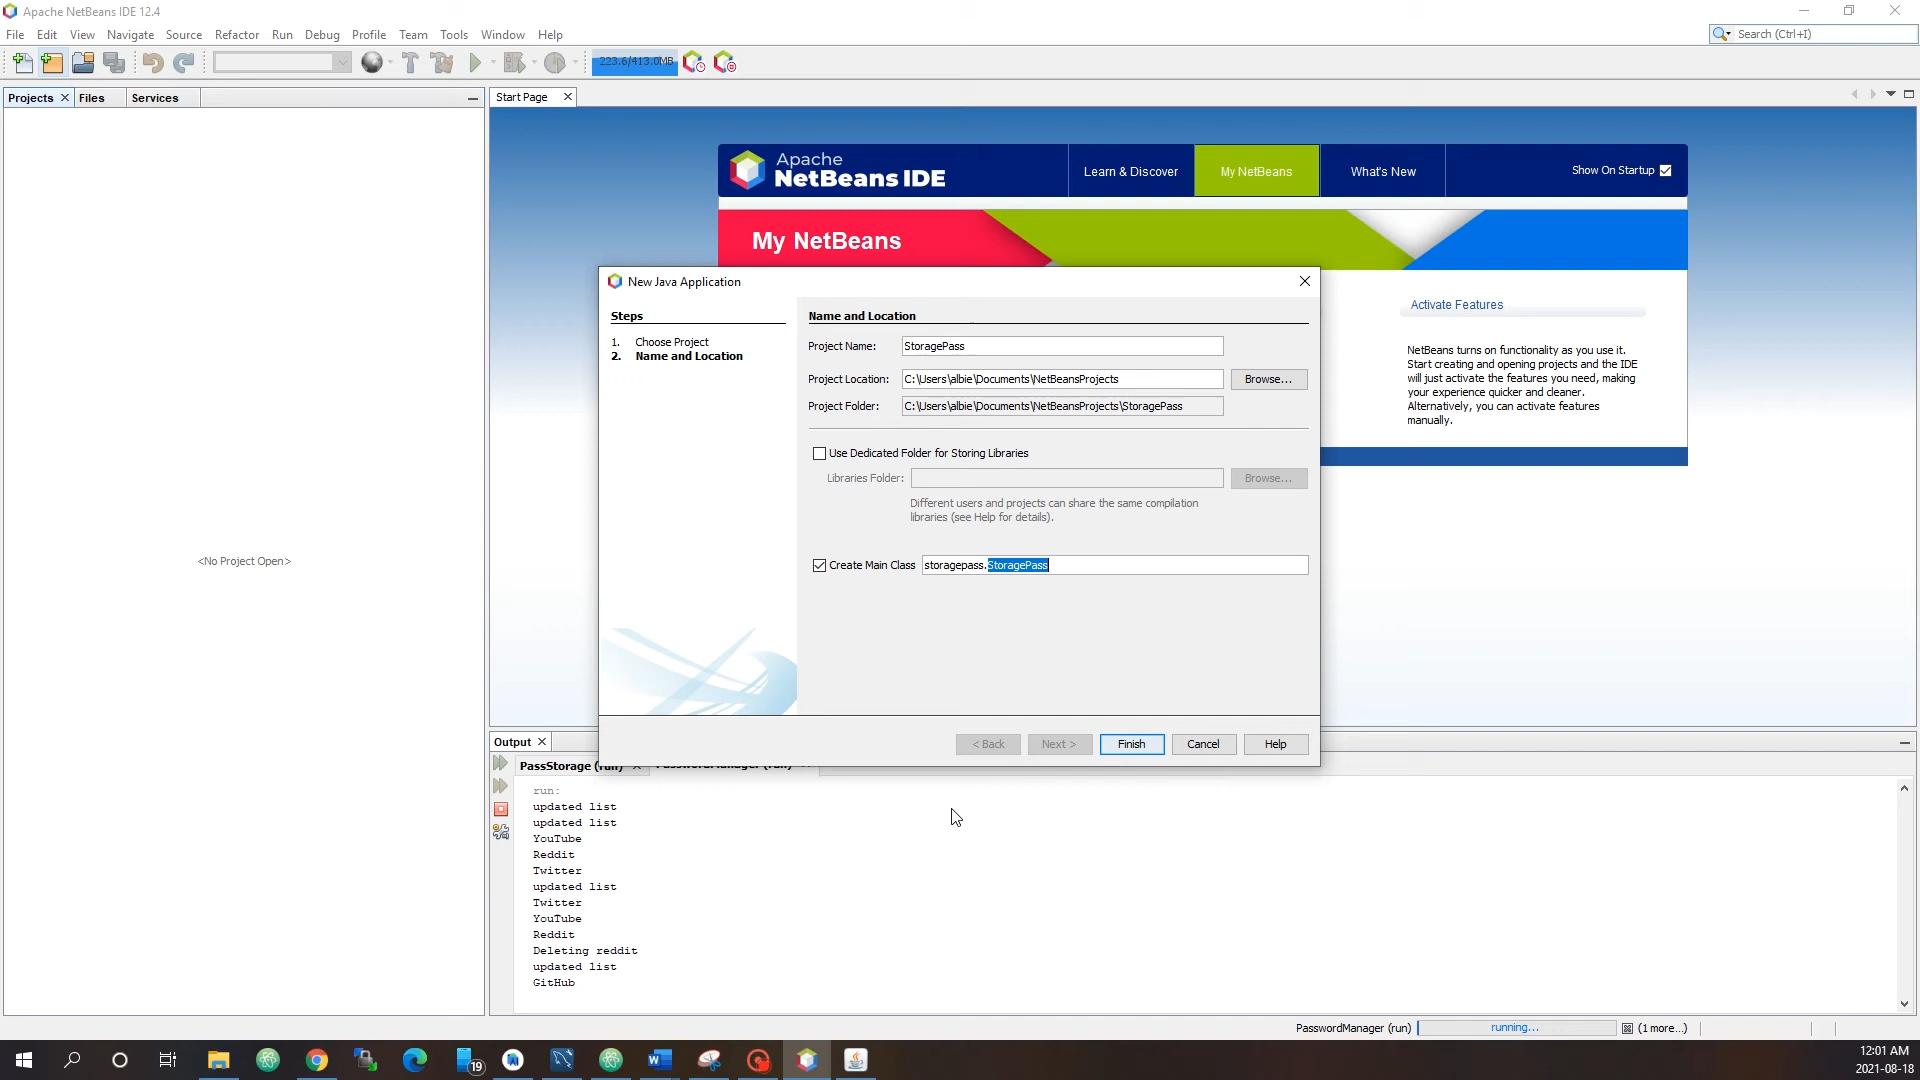 Apache NetBeans IDE 12.4
File Edit View Navigate Source Refactor Run Debug Profile Team Tools Window Help
Search (Ctrl+I)
223.6/413.0MB
Projects Files Services
Start Page
Apache
NetBeans IDE
Learn & Discover
My NetBeans
What's New
Show On Startup
My NetBeans
Activate Features
NetBeans turns on functionality as you use it.
Start creating and opening projects and the IDE
will just activate the features you need, making
your experience quicker and cleaner.
Alternatively, you can activate features
manually.
<No Project Open>
New Java Application
Steps
1. Choose Project
2. Name and Location
Name and Location
Project Name: StoragePass
Project Location: C:\Users\albie\Documents\NetBeansProjects Browse...
Project Folder: C:\Users\albie\Documents\NetBeansProjects\StoragePass
Use Dedicated Folder for Storing Libraries
Libraries Folder: Browse...
Different users and projects can share the same compilation
libraries (see Help for details).
Create Main Class storagepass.StoragePass
< Back Next > Finish Cancel Help
Output
PassStorage (run)
run:
updated list
updated list
YouTube
Reddit
Twitter
updated list
Twitter
YouTube
Reddit
Deleting reddit
updated list
GitHub
PasswordManager (run) running... (1 more...)
19
12:01 AM
2021-08-18